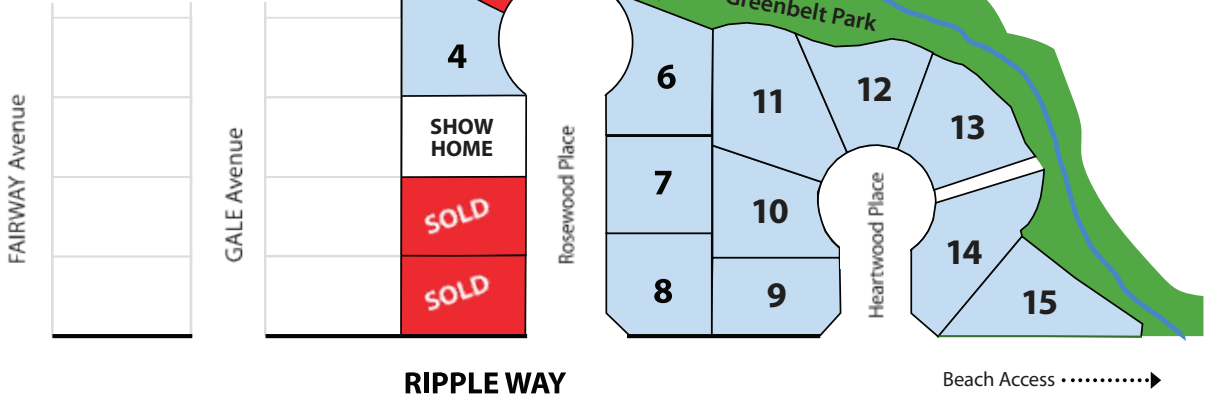 Greenbelt Park
4
6
11
12
13
SHOW
HOME
7
10
SOLD
14
8
9
15
SOLD
FAIRWAY Avenue
GALE Avenue
Rosewood Place
Heartwood Place
RIPPLE WAY
Beach Access